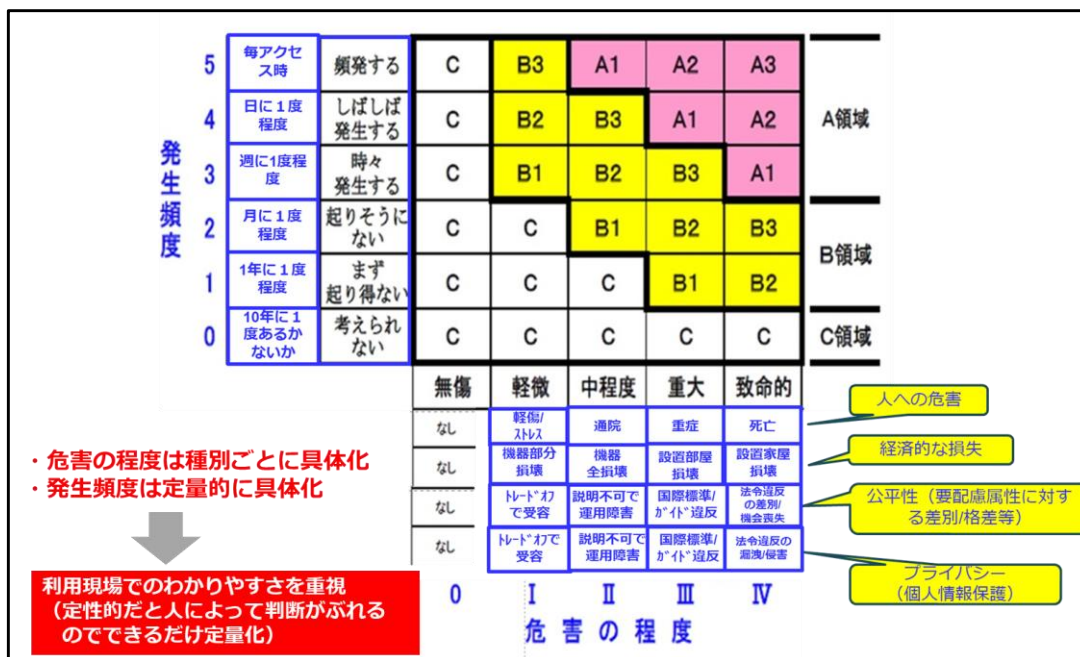 5 毎アクセス時 頻発する C B3 A1 A2 A3
4 日に1度程度 しばしば発生する C B2 B3 A1 A2 A領域
3 週に1度程度 時々発生する C B1 B2 B3 A1
2 月に1度程度 起りそうにない C C B1 B2 B3
1 1年に1度程度 まず起り得ない C C C B1 B2 B領域
0 10年に1度あるかないか 考えられない C C C C C C領域
発生頻度
無傷 軽微 中程度 重大 致命的
なし 軽傷/ストレス 通院 重症 死亡 人への危害
なし 機器部分損壊 機器全損壊 設置部屋損壊 設置家屋損壊 経済的な損失
なし トレードオフで受容 説明不可で運用障害 国際標準/ガイド違反 法令違反の差別/機会喪失 公平性(要配慮属性に対する差別/格差等)
なし トレードオフで受容 説明不可で運用障害 国際標準/ガイド違反 法令違反の漏洩/侵害 プライバシー(個人情報保護)
0 Ⅰ Ⅱ Ⅲ Ⅳ
危害の程度
・危害の程度は種別ごとに具体化
・発生頻度は定量的に具体化
利用現場でのわかりやすさを重視
(定性的だと人によって判断がぶれる
のでできるだけ定量化)